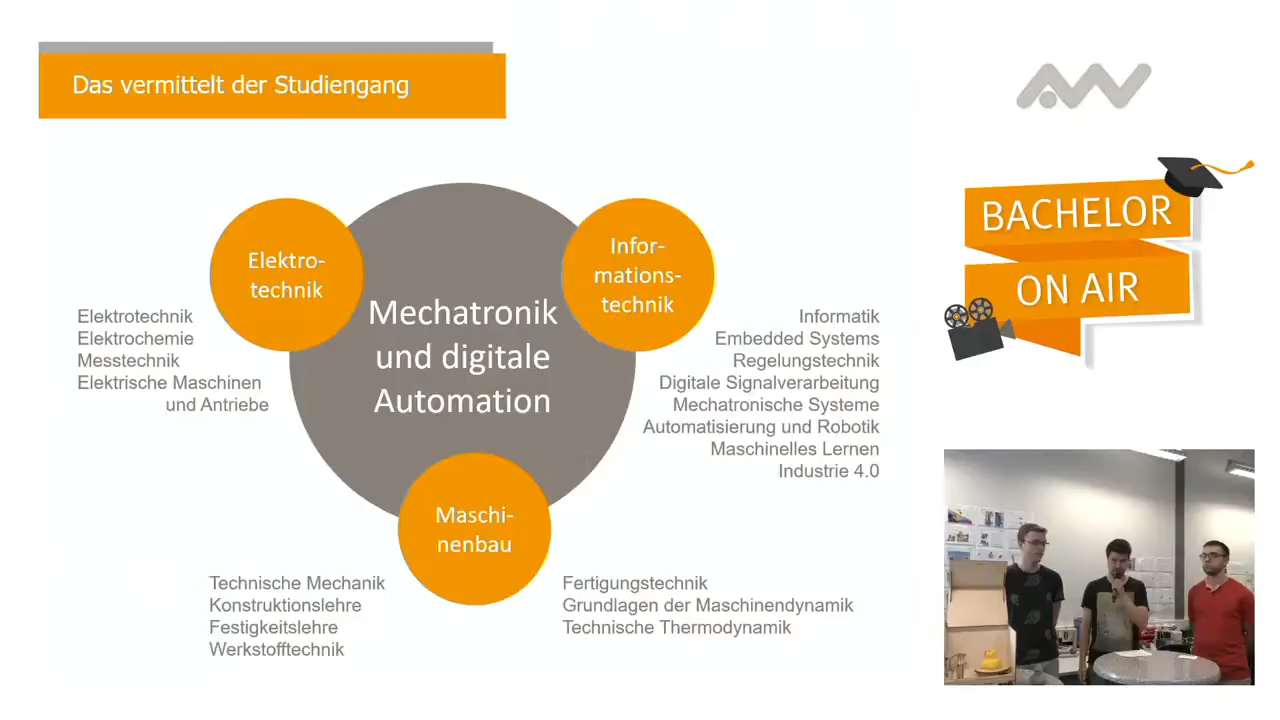 Das vermittelt der Studiengang
BACHELOR
ON AIR
Elektro-
technik
Infor-
mations-
technik
Mechatronik
und digitale
Automation
Maschi-
nenbau
Elektrotechnik
Elektrochemie
Messtechnik
Elektrische Maschinen
und Antriebe
Informatik
Embedded Systems
Regelungstechnik
Digitale Signalverarbeitung
Mechatronische Systeme
Automatisierung und Robotik
Maschinelles Lernen
Industrie 4.0
Technische Mechanik
Konstruktionslehre
Festigkeitslehre
Werkstofftechnik
Fertigungstechnik
Grundlagen der Maschinendynamik
Technische Thermodynamik